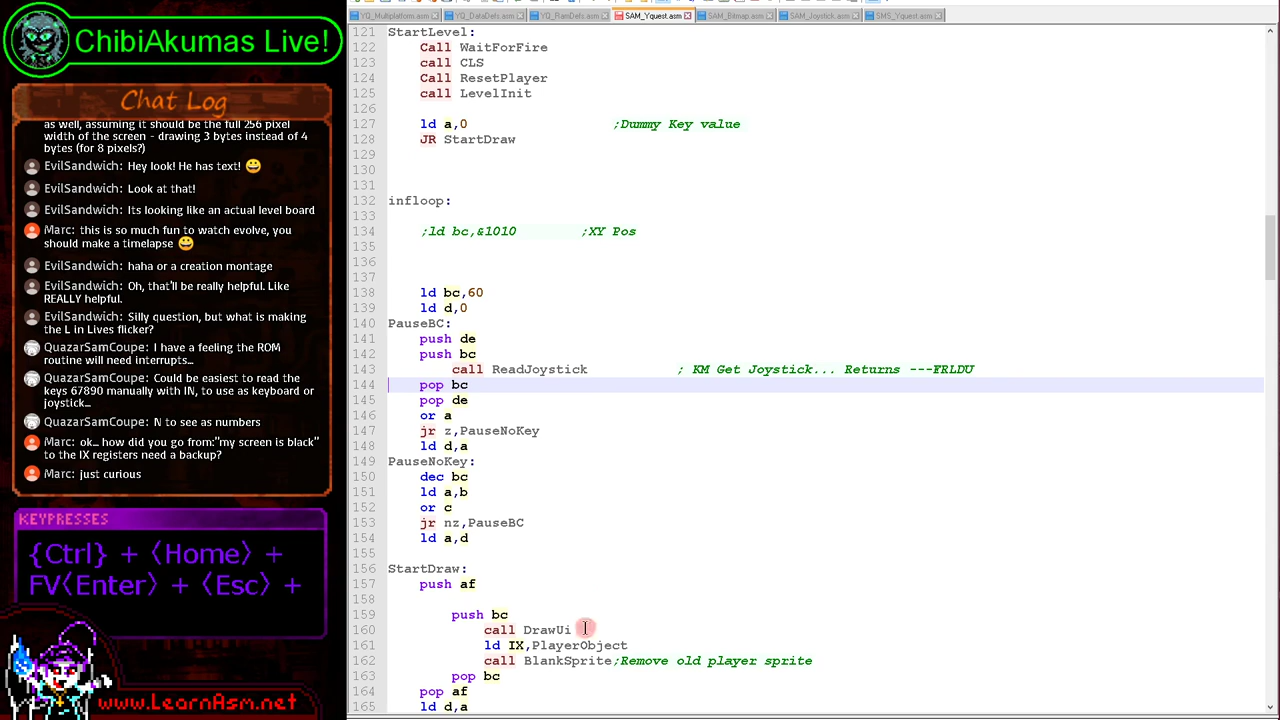 ChibiAkumas Live!
Chat Log
as well, assuming it should be the full 256 pixel
width of the screen - drawing 3 bytes instead of 4
bytes (for 8 pixels?)
EvilSandwich: Hey look! He has text! 😀
EvilSandwich: Look at that!
EvilSandwich: Its looking like an actual level board
Marc: this is so much fun to watch evolve, you
should make a timelapse 😀
EvilSandwich: haha or a creation montage
EvilSandwich: Oh, that'll be really helpful. Like
REALLY helpful.
EvilSandwich: Silly question, but what is making
the L in Lives flicker?
QuazarSamCoupe: I have a feeling the ROM
routine will need interrupts...
QuazarSamCoupe: Could be easiest to read the
keys 67890 manually with IN, to use as keyboard or
joystick...
QuazarSamCoupe: N to see as numbers
Marc: ok... how did you go from:"my screen is black"
to the IX registers need a backup?
Marc: just curious
KEYPRESSES
{Ctrl} + 〈Home〉 +
FV〈Enter〉 + 〈Esc〉 +
www.LearnAsm.net
YQ_Multiplatform.asm YQ_DataDefs.asm YQ_RamDefs.asm SAM_Yquest.asm SAM_Bitmap.asm SAM_Joystick.asm SMS_Yquest.asm
121 StartLevel:
122 Call WaitForFire
123 call CLS
124 Call ResetPlayer
125 call LevelInit
126
127 ld a,0 ;Dummy Key value
128 JR StartDraw
129
130
131
132 infloop:
133
134 ;ld bc,&1010 ;XY Pos
135
136
137
138 ld bc,60
139 ld d,0
140 PauseBC:
141 push de
142 push bc
143 call ReadJoystick ; KM Get Joystick... Returns ---FRLDU
144 pop bc
145 pop de
146 or a
147 jr z,PauseNoKey
148 ld d,a
149 PauseNoKey:
150 dec bc
151 ld a,b
152 or c
153 jr nz,PauseBC
154 ld a,d
155
156 StartDraw:
157 push af
158
159 push bc
160 call DrawUi
161 ld IX,PlayerObject
162 call BlankSprite;Remove old player sprite
163 pop bc
164 pop af
165 ld d,a